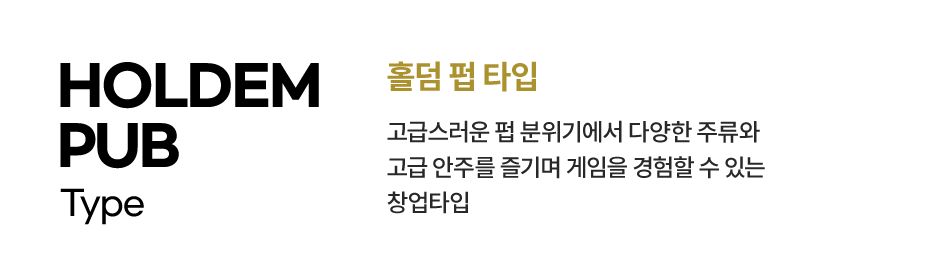 HOLDEM
PUB
Type
홀덤 펍 타입
고급스러운 펍 분위기에서 다양한 주류와
고급 안주를 즐기며 게임을 경험할 수 있는
창업타입